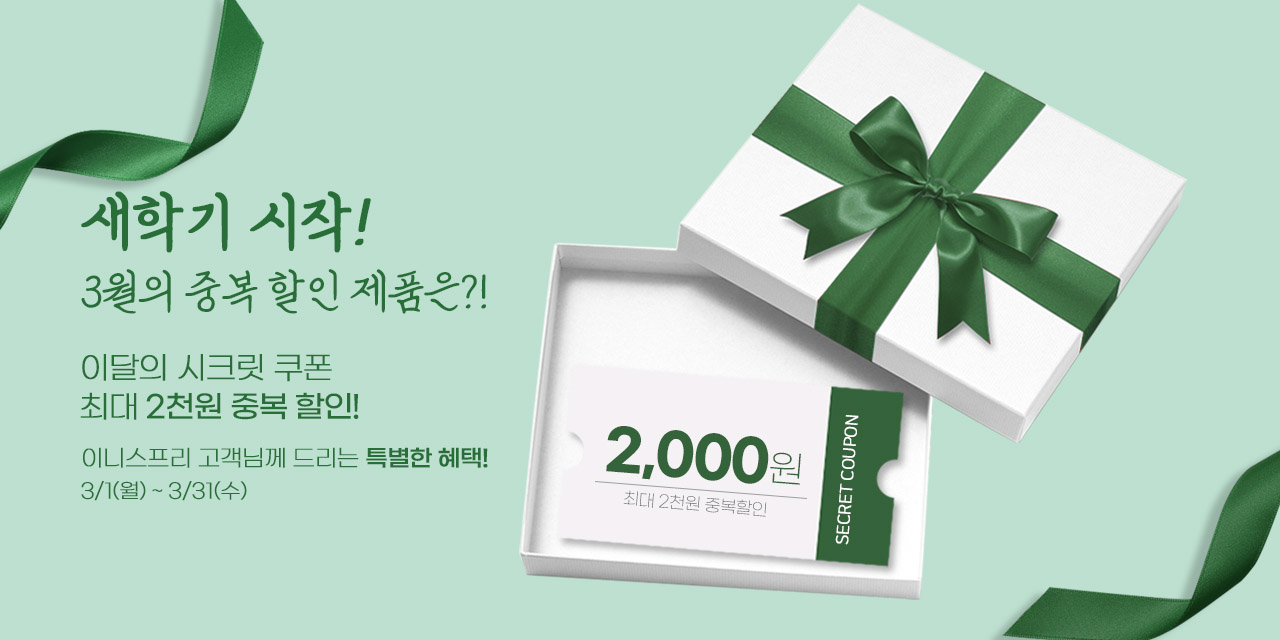 새학기 시작!
3월의 중복 할인 제품은?!
이달의 시크릿 쿠폰
최대 2천원 중복 할인!
이니스프리 고객님께 드리는 특별한 혜택!
3/1(월) ~ 3/31(수)
2,000원
최대 2천원 중복할인
SECRET COUPON